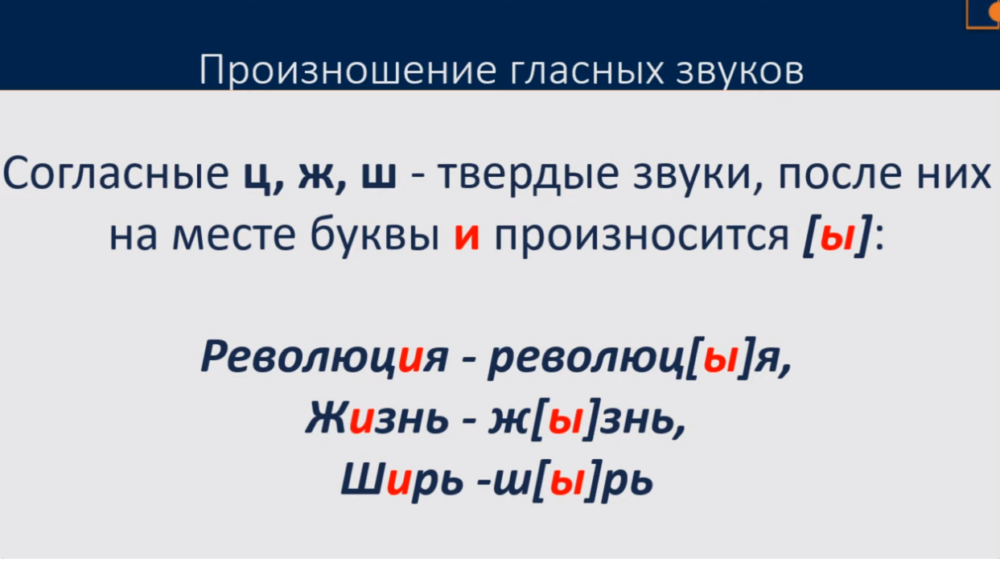 Произношение гласных звуков
Согласные ц, ж, ш - твердые звуки, после них
на месте буквы и произносится [ы]:
Революция - революц[ы]я,
Жизнь - ж[ы]знь,
Ширь -ш[ы]рь